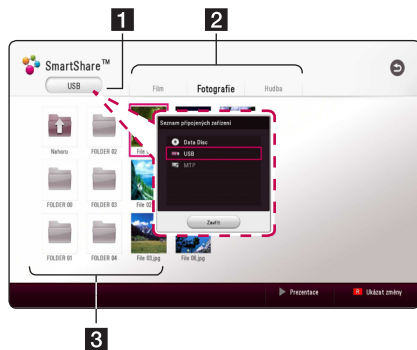 1
2
SmartShare™
USB
Film
Fotografie
Hudba
Seznam připojených zařízení
Data Disc
USB
MTP
Zavřít
Nahoru
FOLDER 02
FOLDER 00
FOLDER 03
File 02
FOLDER 01
FOLDER 04
File 03.jpg
File 06.jpg
Prezentace
R Ukázat změny
3